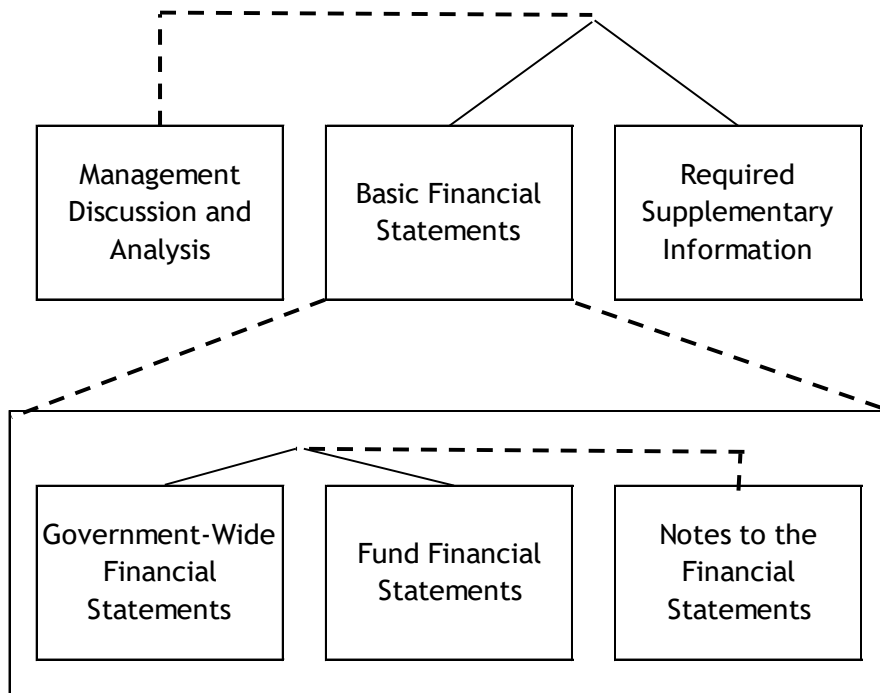 Management
Discussion and
Analysis
Basic Financial
Statements
Required
Supplementary
Information
Government-Wide
Financial
Statements
Fund Financial
Statements
Notes to the
Financial
Statements